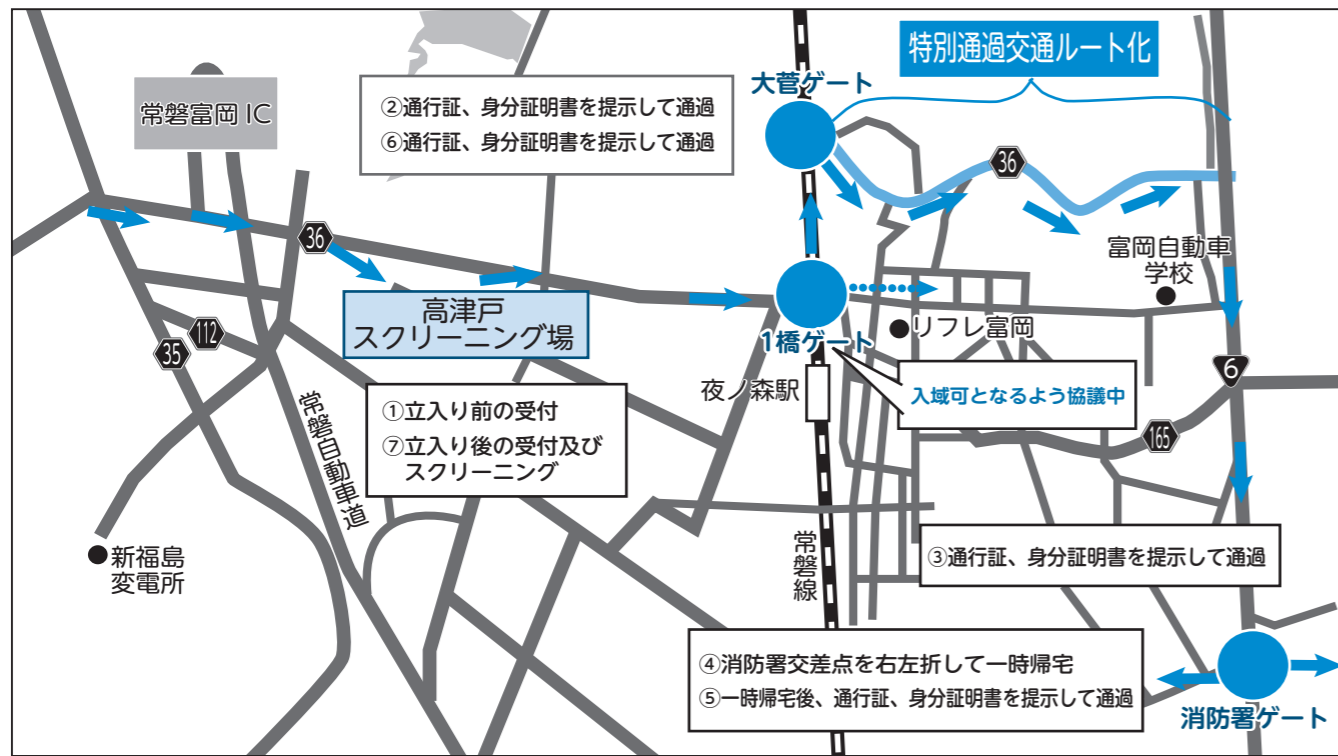 特別通過交通ルート化
大菅ゲート
常磐富岡 IC
②通行証、身分証明書を提示して通過
⑥通行証、身分証明書を提示して通過
36
36
富岡自動車
学校
高津戸
スクリーニング場
1橋ゲート
リフレ富岡
112
35
6
夜ノ森駅
入域可となるよう協議中
165
①立入り前の受付
⑦立入り後の受付及び
スクリーニング
常磐自動車道
新福島
変電所
常磐線
③通行証、身分証明書を提示して通過
④消防署交差点を右左折して一時帰宅
⑤一時帰宅後、通行証、身分証明書を提示して通過
消防署ゲート